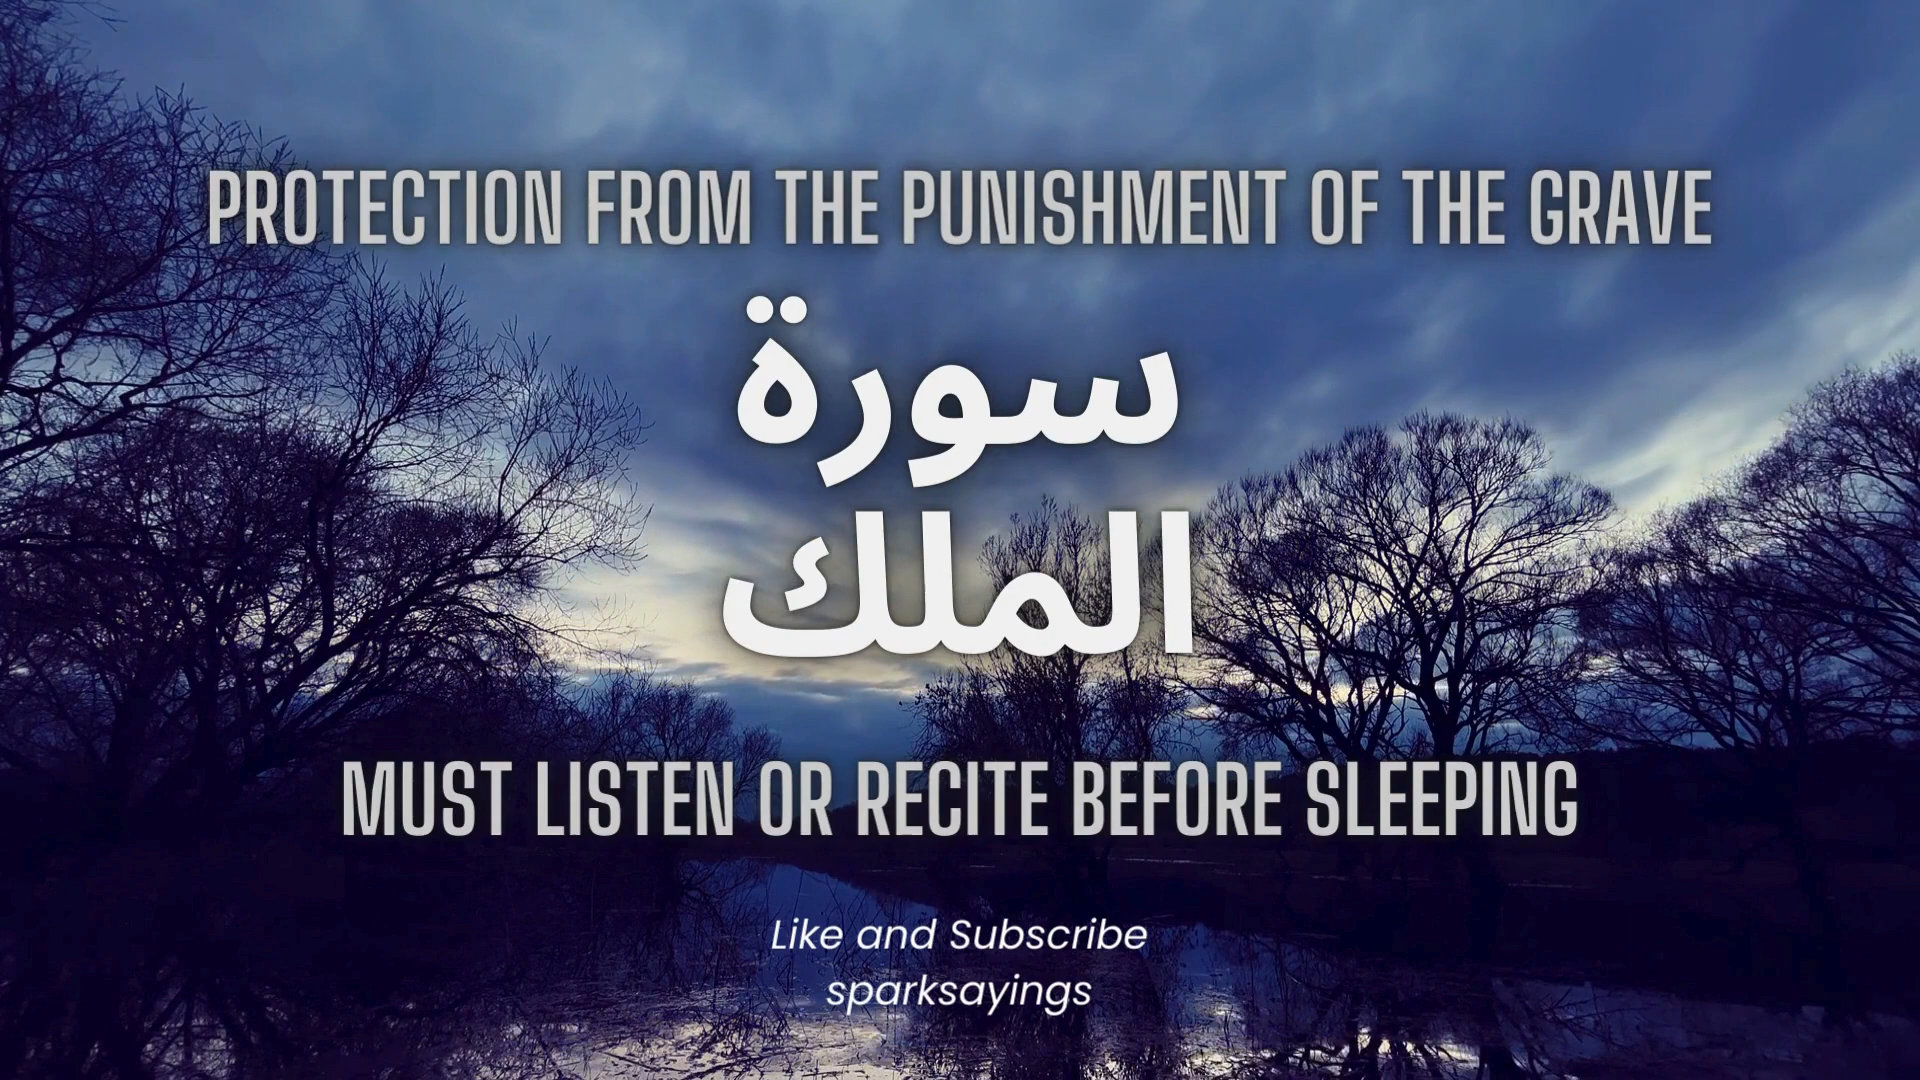 PROTECTION FROM THE PUNISHMENT OF THE GRAVE
سورة
الملك
MUST LISTEN OR RECITE BEFORE SLEEPING
Like and Subscribe
sparksayings